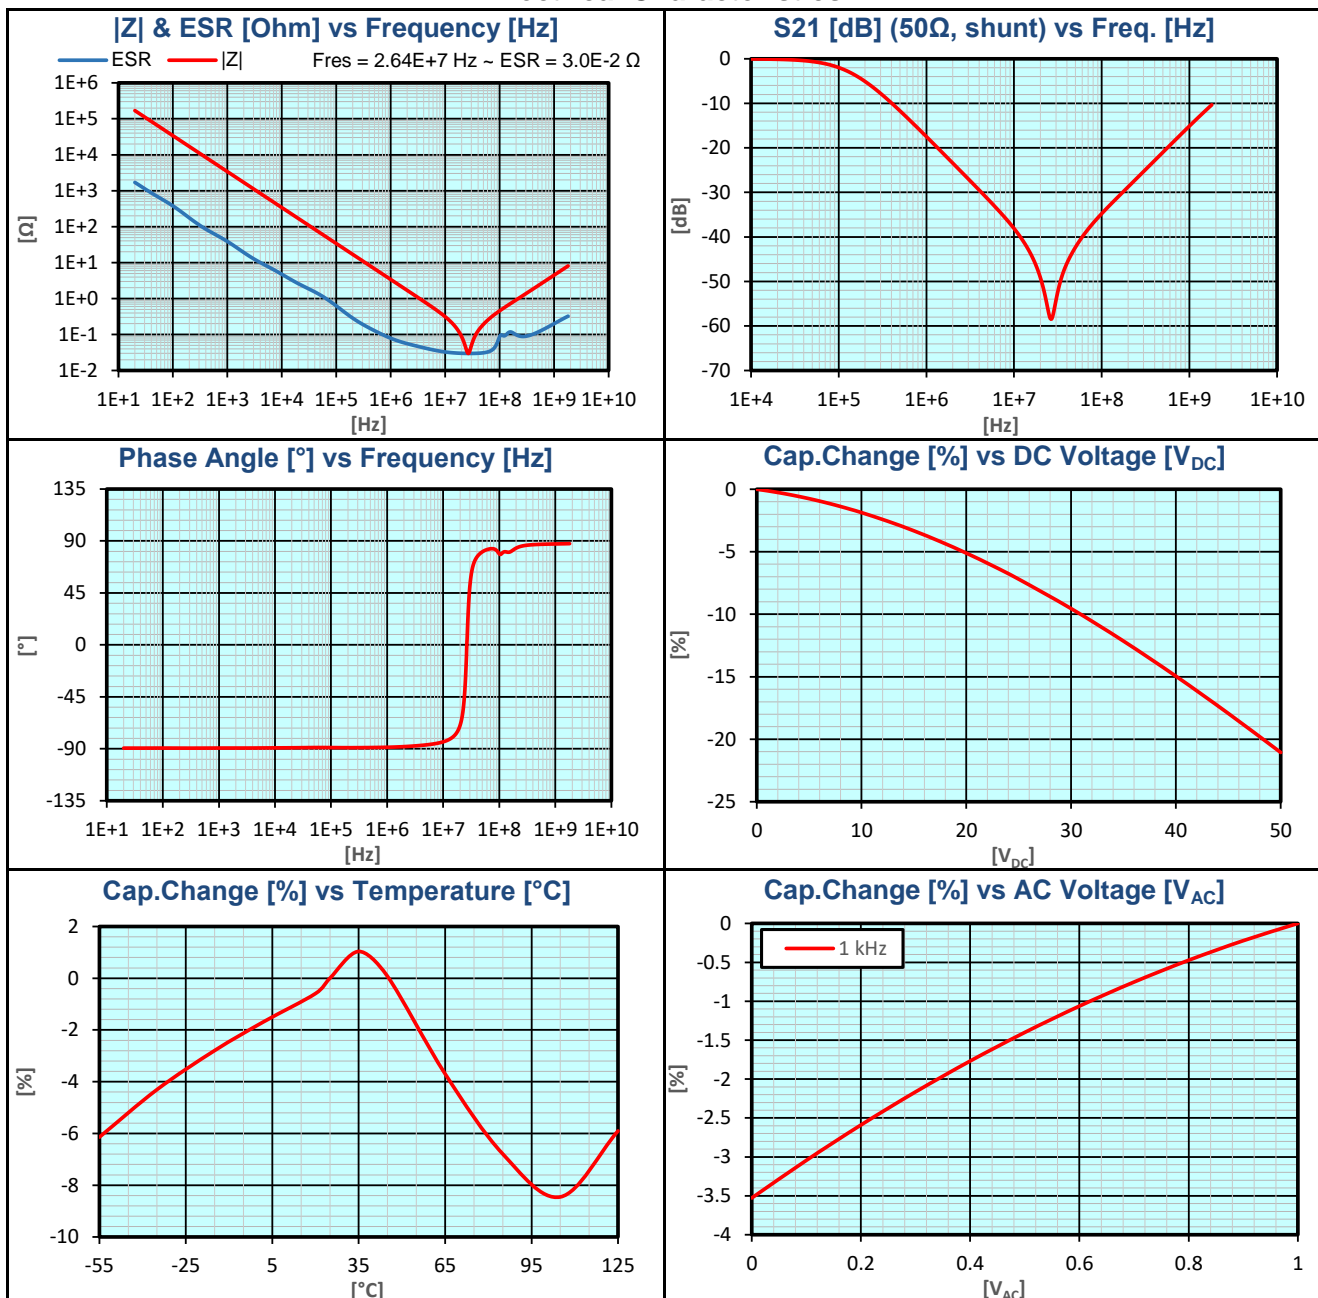 |Z| & ESR [Ohm] vs Frequency [Hz]
ESR
|Z|
Fres = 2.64E+7 Hz ~ ESR = 3.0E-2 Ω
1E+6
1E+5
1E+4
1E+3
1E+2
1E+1
1E+0
1E-1
1E-2
[Ω]
1E+1 1E+2 1E+3 1E+4 1E+5 1E+6 1E+7 1E+8 1E+9 1E+10
[Hz]
S21 [dB] (50Ω, shunt) vs Freq. [Hz]
0
-10
-20
-30
-40
-50
-60
-70
[dB]
1E+4 1E+5 1E+6 1E+7 1E+8 1E+9 1E+10
[Hz]
Phase Angle [°] vs Frequency [Hz]
135
90
45
0
-45
-90
-135
[°]
1E+1 1E+2 1E+3 1E+4 1E+5 1E+6 1E+7 1E+8 1E+9 1E+10
[Hz]
Cap.Change [%] vs DC Voltage [VDC]
0
-5
-10
-15
-20
-25
[%]
0 10 20 30 40 50
[VDC]
Cap.Change [%] vs Temperature [°C]
2
0
-2
-4
-6
-8
-10
[%]
-55 -25 5 35 65 95 125
[°C]
Cap.Change [%] vs AC Voltage [VAC]
1 kHz
0
-0.5
-1
-1.5
-2
-2.5
-3
-3.5
-4
[%]
0 0.2 0.4 0.6 0.8 1
[VAC]